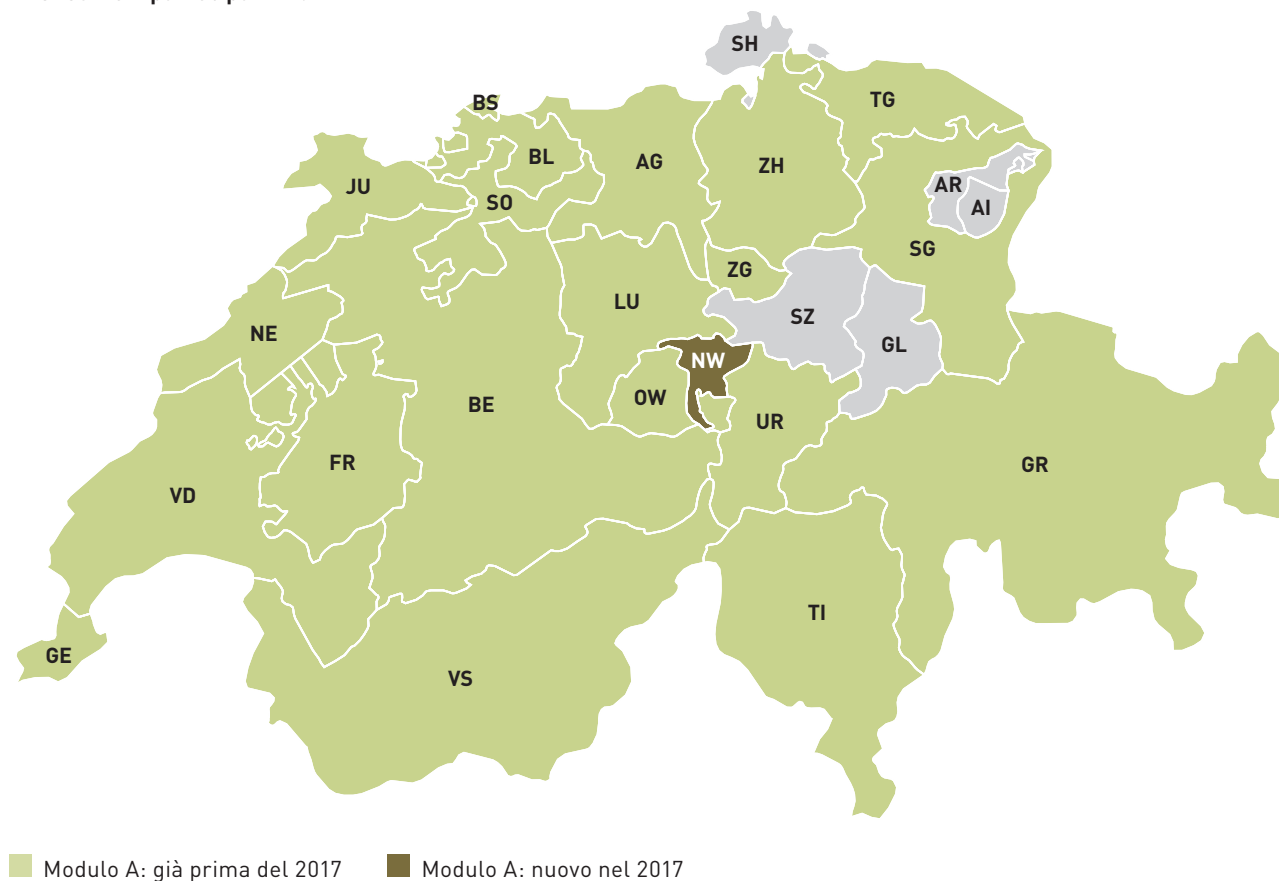 SH
BS
TG
BL
AG
ZH
JU
AR
SO
AI
SG
ZG
LU
SZ
NE
GL
NW
OW
BE
UR
FR
GR
VD
TI
GE
VS
Modulo A: già prima del 2017
Modulo A: nuovo nel 2017